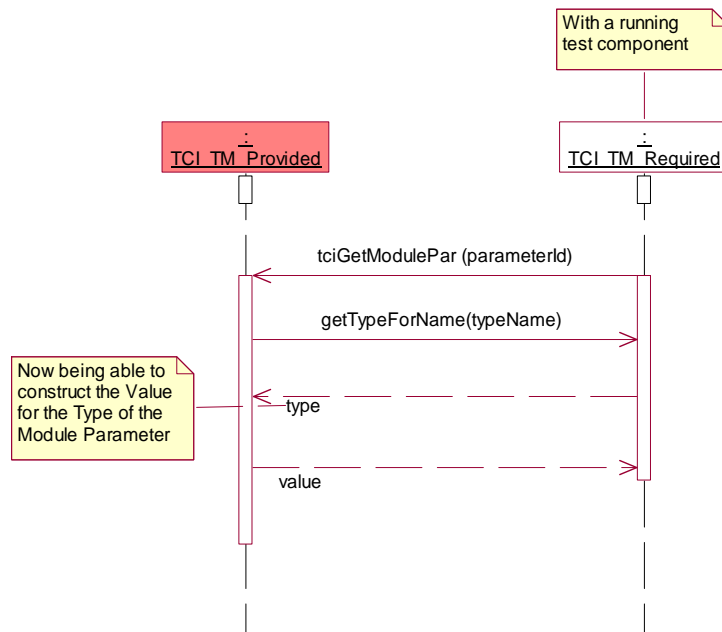 With a running
test component
:
TCI_TM_Provided
:
TCI_TM_Required
tciGetModulePar (parameterId)
getTypeForName(typeName)
Now being able to
construct the Value
for the Type of the
Module Parameter
type
value